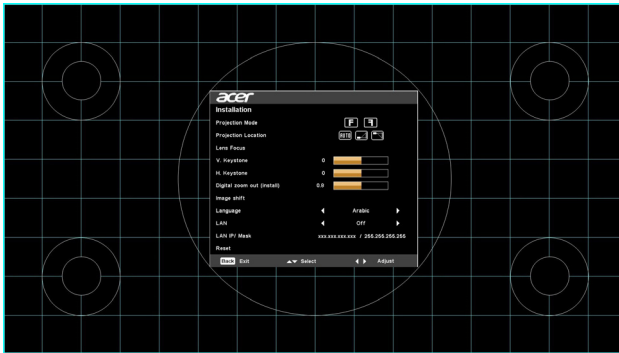 acer
Installation
Projection Mode
Projection Location AUTO
Lens Focus
V. Keystone 0
H. Keystone 0
Digital zoom out (install) 0.8
Image shift
Language Arabic
LAN Off
LAN IP/ Mask xxx.xxx.xxx.xxx / 255.255.255.255
Reset
Back Exit Select Adjust